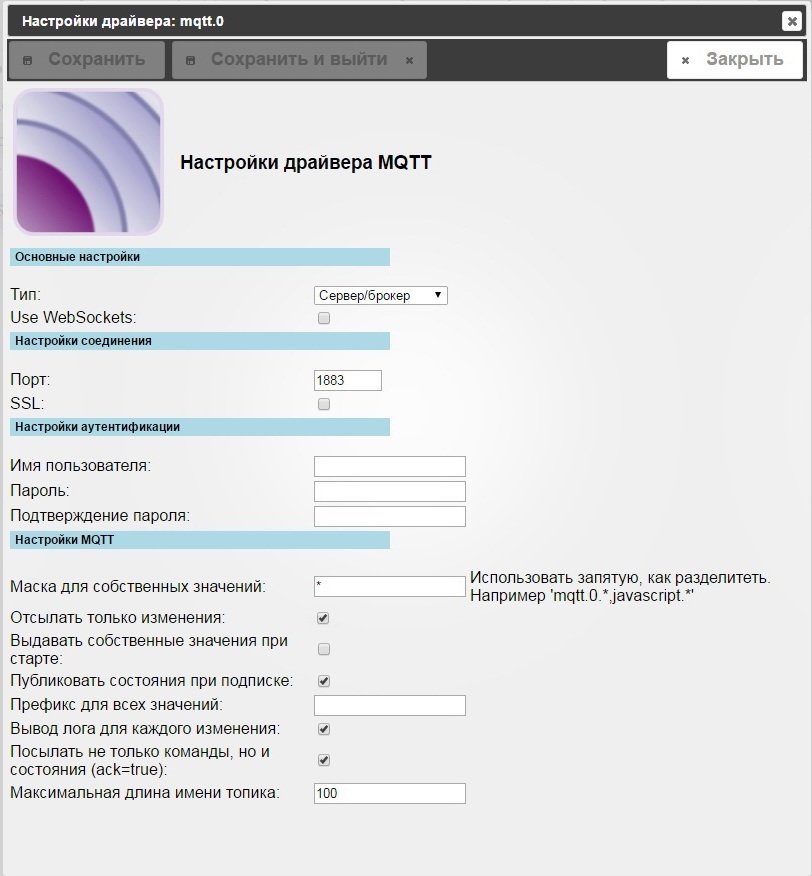 Настройки драйвера: mqtt.0
Сохранить
Сохранить и выйти
Закрыть
Настройки драйвера MQTT
Основные настройки
Тип:
Сервер/брокер
Use WebSockets:
Настройки соединения
Порт:
1883
SSL:
Настройки аутентификации
Имя пользователя:
Пароль:
Подтверждение пароля:
Настройки MQTT
Маска для собственных значений:
*
Использовать запятую, как разделитеть.
Например 'mqtt.0.*,javascript.*'
Отсылать только изменения:
Выдавать собственные значения при
старте:
Публиковать состояния при подписке:
Префикс для всех значений:
Вывод лога для каждого изменения:
Посылать не только команды, но и
состояния (ack=true):
Максимальная длина имени топика:
100